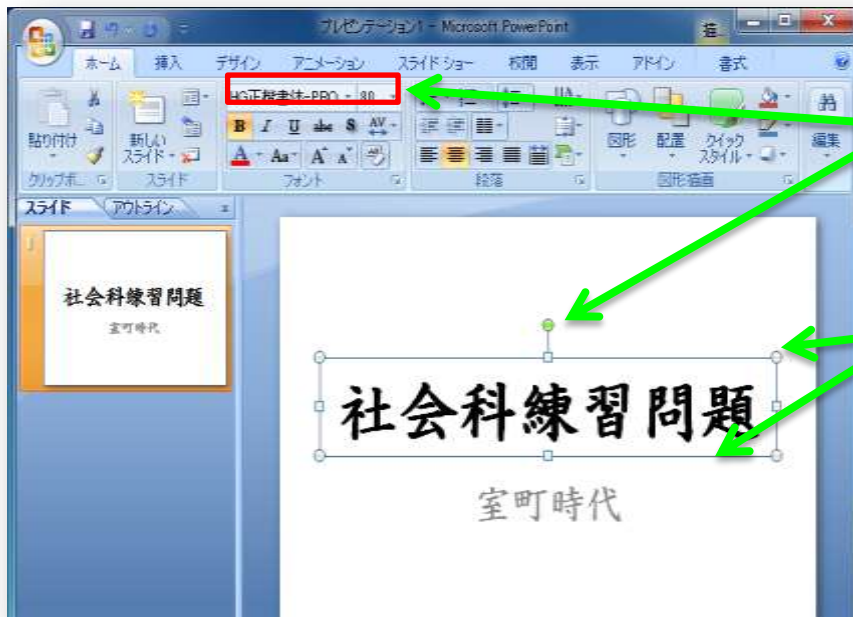 プレゼンテーション1 - Microsoft PowerPoint
描...
ホーム 挿入 デザイン アニメーション スライド ショー 校閲 表示 アドイン 書式
HG正楷書体-PRO 80
貼り付け 新しい スライド 図形 配置 クイック スタイル 編集
B I U abc S AV
A Aa A A
クリップボ... スライド フォント 段落 図形描画
スライド アウトライン
1
社会科練習問題
室町時代
社会科練習問題
室町時代